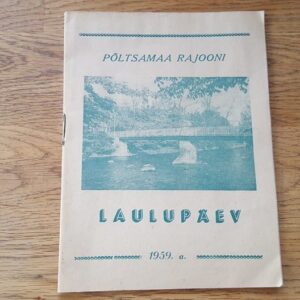 PÕLTSAMAA RAJOONI
LAULUPÄEV
1959. a.